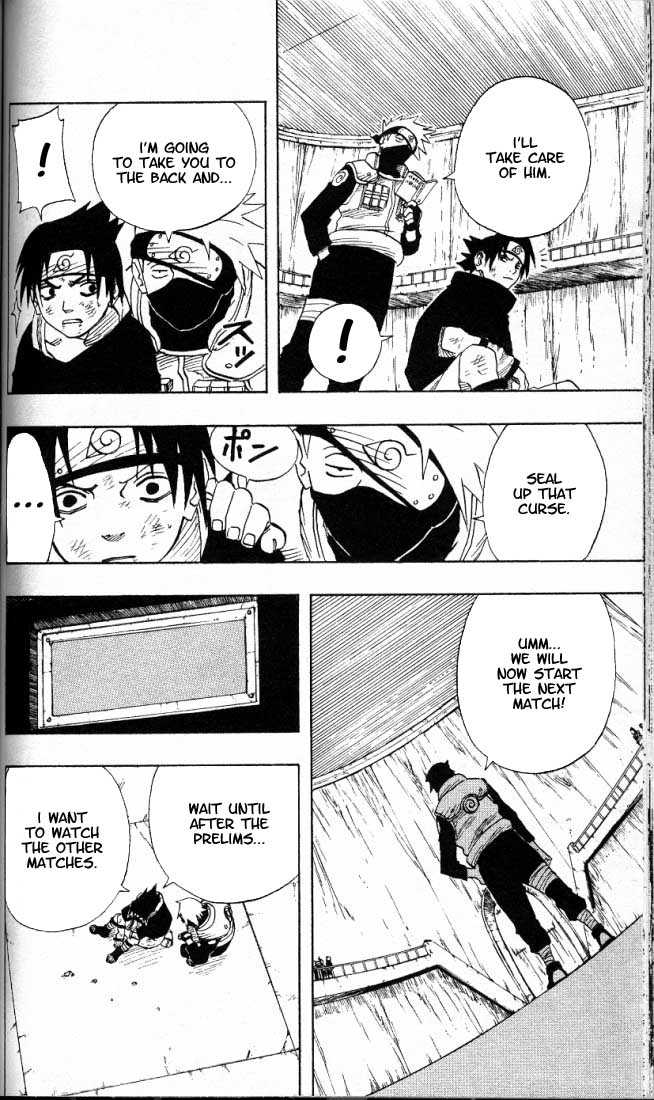 I'LL
TAKE CARE
OF HIM.
!
I'M GOING
TO TAKE YOU TO
THE BACK AND...
!
ズッ
SEAL
UP THAT
CURSE.
ポン
...
UMM...
WE WILL
NOW START
THE NEXT
MATCH!
WAIT UNTIL
AFTER THE
PRELIMS...
I WANT
TO WATCH
THE OTHER
MATCHES.